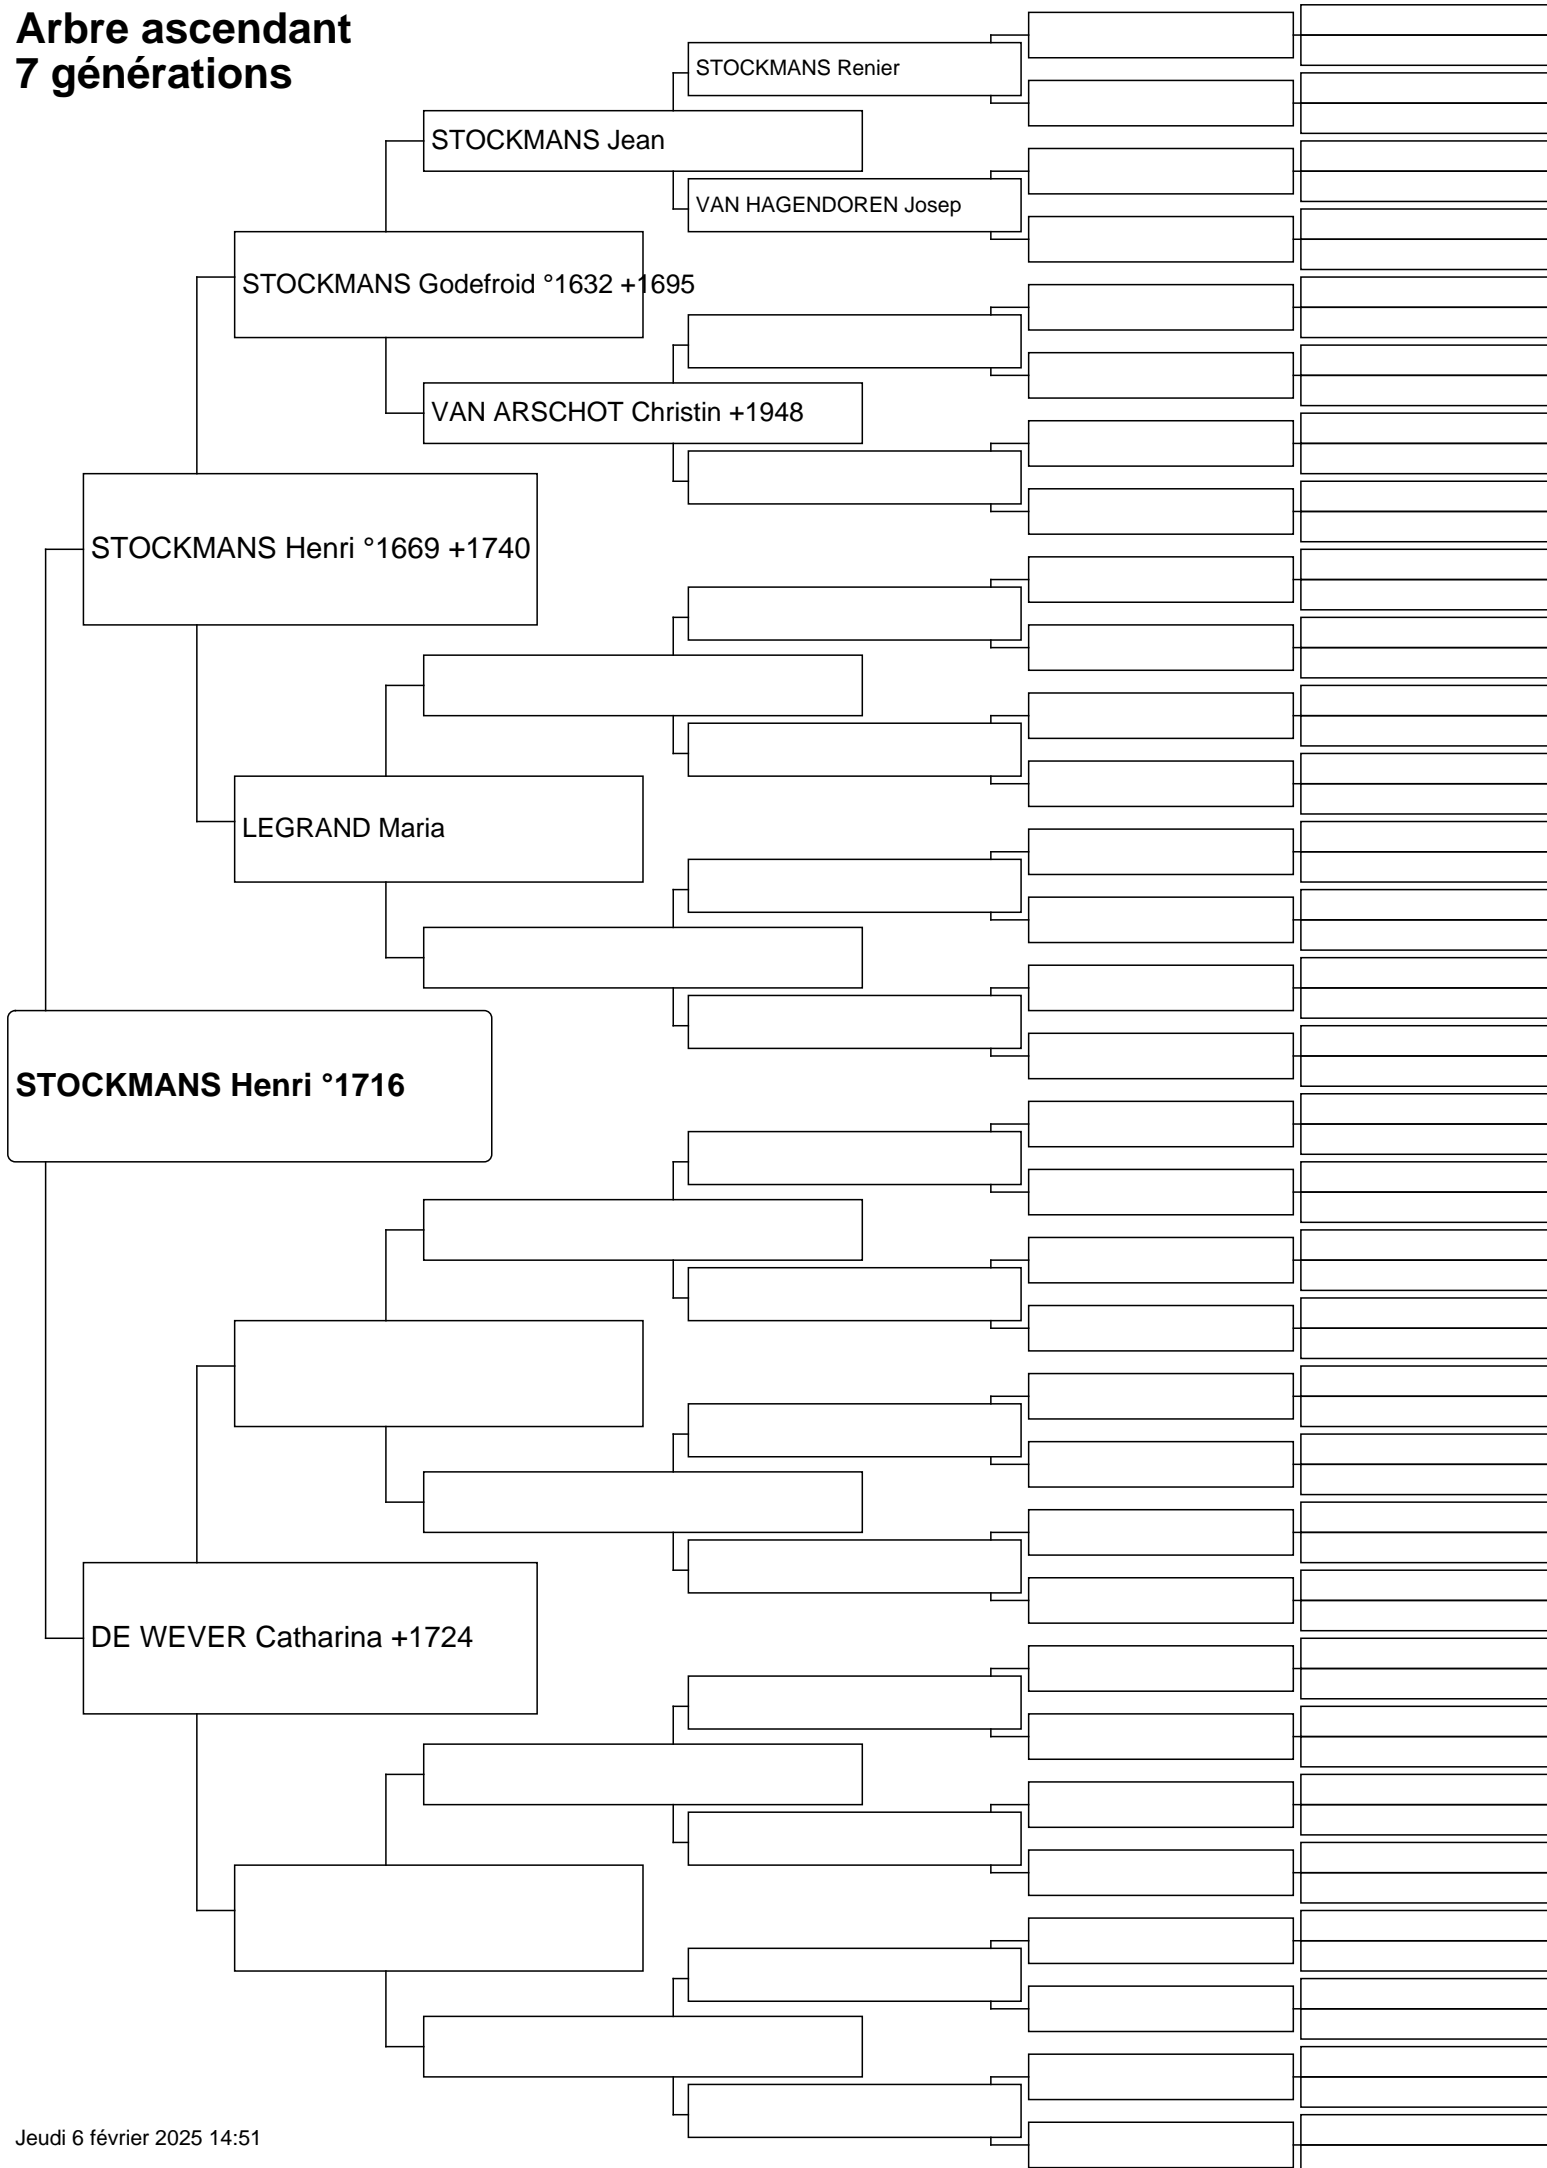 Arbre ascendant
7 générations
STOCKMANS Renier
STOCKMANS Jean
VAN HAGENDOREN Josep
STOCKMANS Godefroid °1632 +1695
VAN ARSCHOT Christin +1948
STOCKMANS Henri °1669 +1740
LEGRAND Maria
STOCKMANS Henri °1716
DE WEVER Catharina +1724
Jeudi 6 février 2025 14:51